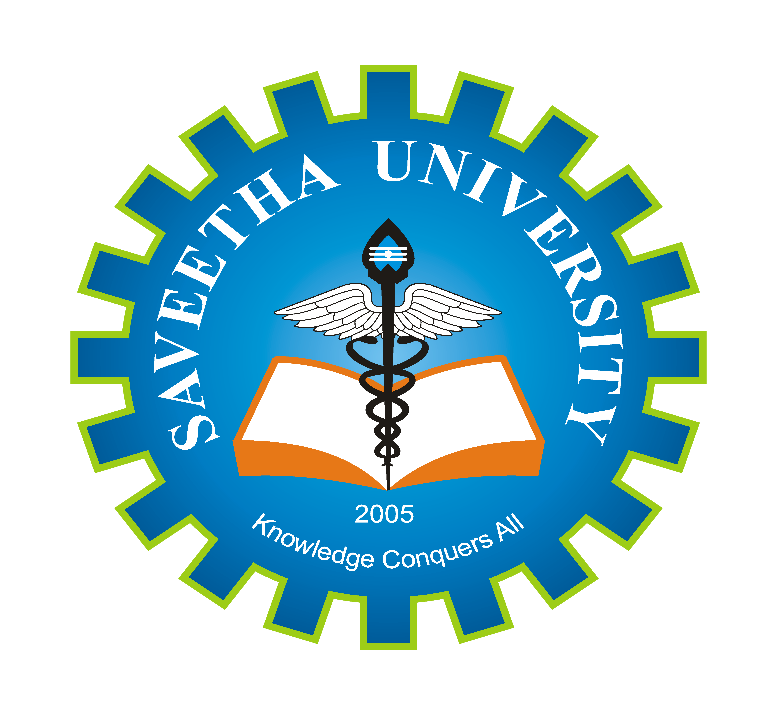 SAVEETHA UNIVERSITY
2005
Knowledge Conquers All